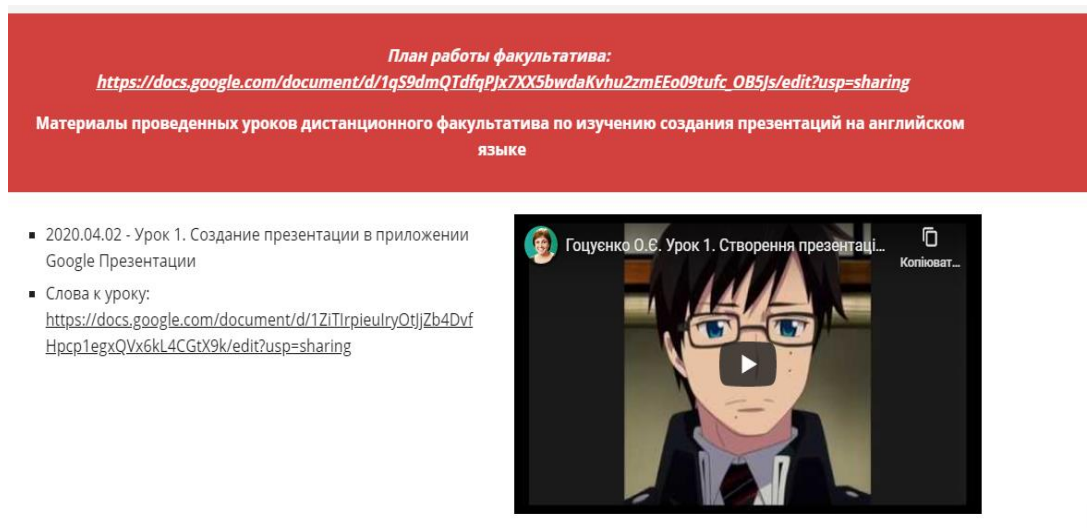 План работы факультатива:
https://docs.google.com/document/d/1qS9dmQTdfqPJx7XX5bwdaKvhu2zmEEo09tufc_OB5Js/edit?usp=sharing
Материалы проведенных уроков дистанционного факультатива по изучению создания презентаций на английском
языке
2020.04.02 - Урок 1. Создание презентации в приложении
Google Презентации
Слова к уроку:
https://docs.google.com/document/d/1ZiTIrpieuIryOtJjZb4Dvf
Hpcp1egxQVx6kL4CGtX9k/edit?usp=sharing
Гоцуєнко О.Є. Урок 1. Створення презентаці...
Копіюват...